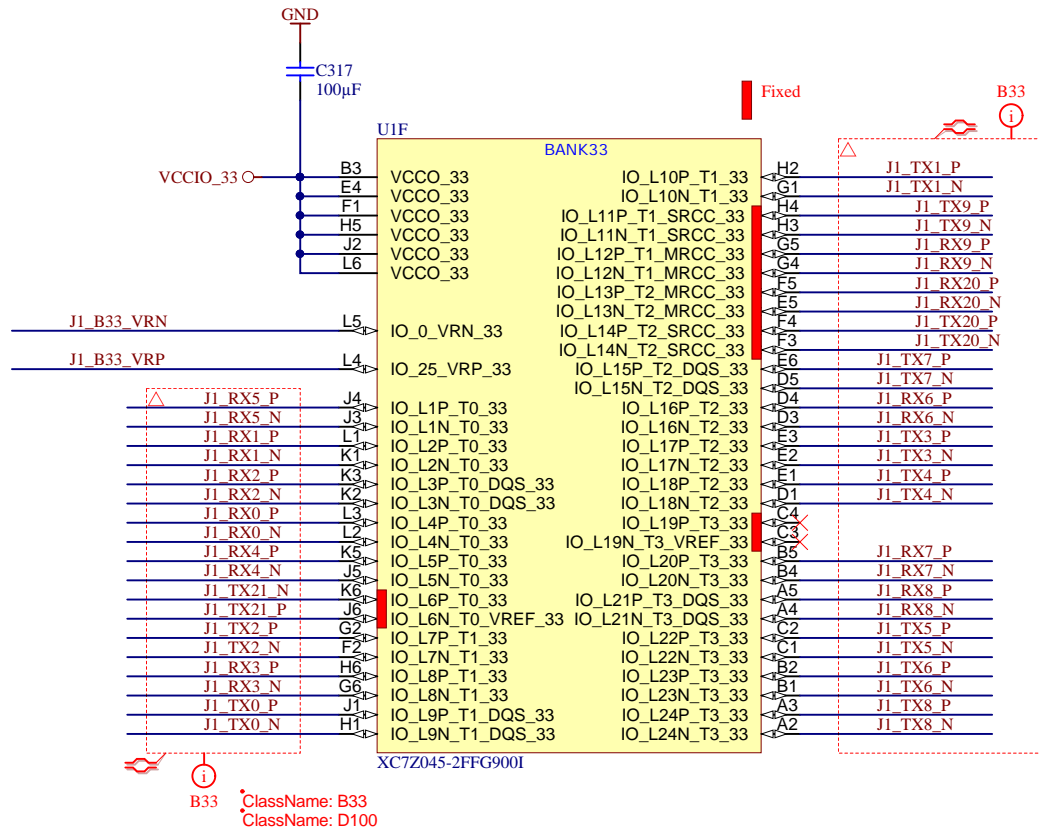 GND
C317
100µF
Fixed
B33
U1F
BANK33
VCCIO_33
B3 VCCO_33
E4 VCCO_33
F1 VCCO_33
H5 VCCO_33
J2 VCCO_33
L6 VCCO_33
J1_B33_VRN L5 IO_0_VRN_33
J1_B33_VRP L4 IO_25_VRP_33
J1_RX5_P J4 IO_L1P_T0_33
J1_RX5_N J3 IO_L1N_T0_33
J1_RX1_P L1 IO_L2P_T0_33
J1_RX1_N K1 IO_L2N_T0_33
J1_RX2_P K3 IO_L3P_T0_DQS_33
J1_RX2_N K2 IO_L3N_T0_DQS_33
J1_RX0_P L3 IO_L4P_T0_33
J1_RX0_N L2 IO_L4N_T0_33
J1_RX4_P K5 IO_L5P_T0_33
J1_RX4_N J5 IO_L5N_T0_33
J1_TX21_N K6 IO_L6P_T0_33
J1_TX21_P J6 IO_L6N_T0_VREF_33
J1_TX2_P G2 IO_L7P_T1_33
J1_TX2_N F2 IO_L7N_T1_33
J1_RX3_P H6 IO_L8P_T1_33
J1_RX3_N G6 IO_L8N_T1_33
J1_TX0_P J1 IO_L9P_T1_DQS_33
J1_TX0_N H1 IO_L9N_T1_DQS_33
IO_L10P_T1_33 H2 J1_TX1_P
IO_L10N_T1_33 G1 J1_TX1_N
IO_L11P_T1_SRCC_33 H4 J1_TX9_P
IO_L11N_T1_SRCC_33 H3 J1_TX9_N
IO_L12P_T1_MRCC_33 G5 J1_RX9_P
IO_L12N_T1_MRCC_33 G4 J1_RX9_N
IO_L13P_T2_MRCC_33 F5 J1_RX20_P
IO_L13N_T2_MRCC_33 E5 J1_RX20_N
IO_L14P_T2_SRCC_33 F4 J1_TX20_P
IO_L14N_T2_SRCC_33 F3 J1_TX20_N
IO_L15P_T2_DQS_33 E6 J1_TX7_P
IO_L15N_T2_DQS_33 D5 J1_TX7_N
IO_L16P_T2_33 D4 J1_RX6_P
IO_L16N_T2_33 D3 J1_RX6_N
IO_L17P_T2_33 E3 J1_TX3_P
IO_L17N_T2_33 E2 J1_TX3_N
IO_L18P_T2_33 E1 J1_TX4_P
IO_L18N_T2_33 D1 J1_TX4_N
IO_L19P_T3_33 C4
IO_L19N_T3_VREF_33 C3
IO_L20P_T3_33 B5 J1_RX7_P
IO_L20N_T3_33 B4 J1_RX7_N
IO_L21P_T3_DQS_33 A5 J1_RX8_P
IO_L21N_T3_DQS_33 A4 J1_RX8_N
IO_L22P_T3_33 C2 J1_TX5_P
IO_L22N_T3_33 C1 J1_TX5_N
IO_L23P_T3_33 B2 J1_TX6_P
IO_L23N_T3_33 B1 J1_TX6_N
IO_L24P_T3_33 A3 J1_TX8_P
IO_L24N_T3_33 A2 J1_TX8_N
XC7Z045-2FFG900I
i
i
B33
ClassName: B33
ClassName: D100